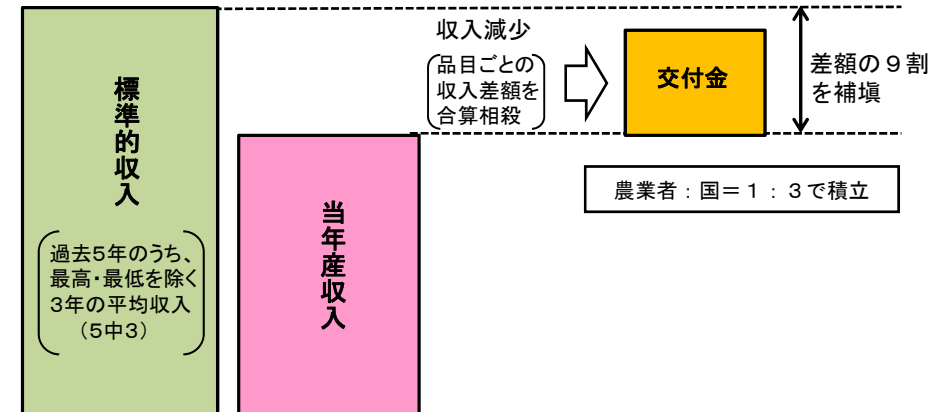 標準的収入
過去5年のうち、
最高・最低を除く
3年の平均収入
（5中3）
当年産収入
収入減少
品目ごとの
収入差額を
合算相殺
交付金
差額の９割
を補塡
農業者：国＝１：３で積立